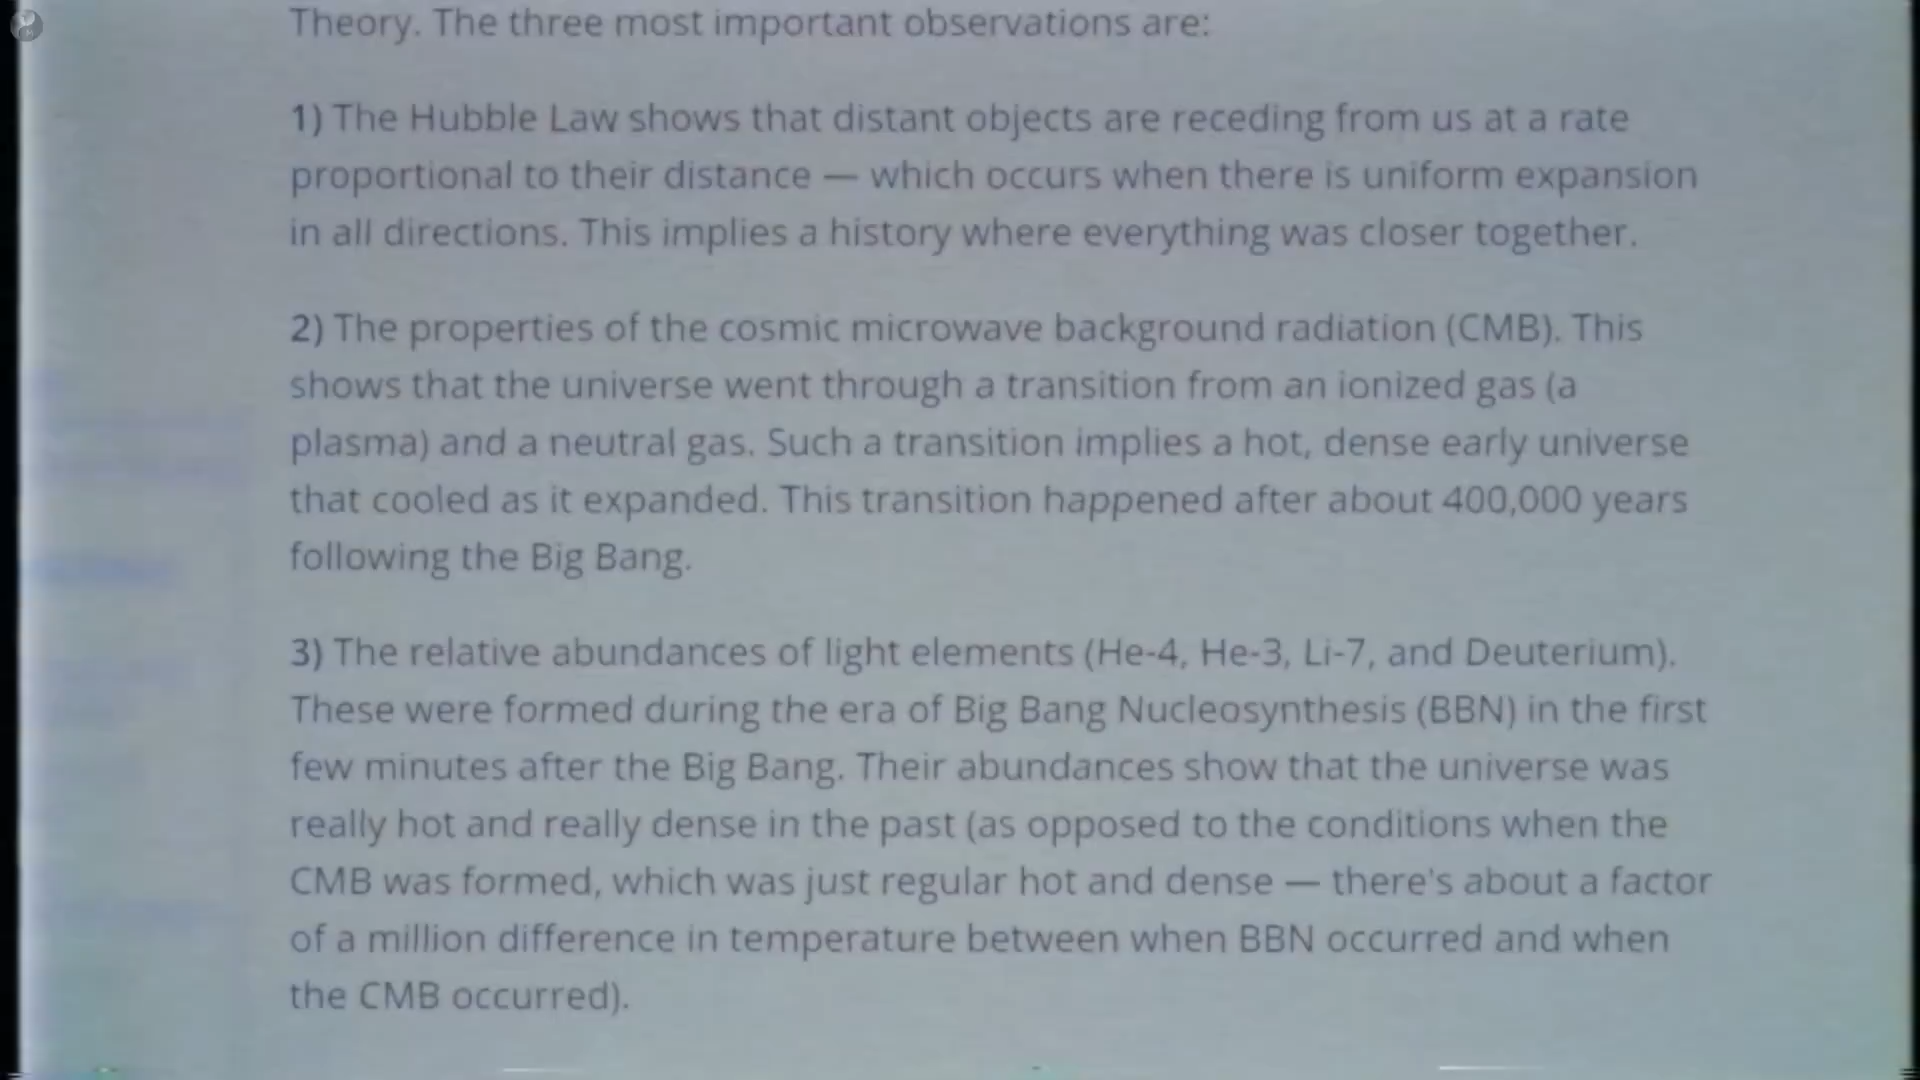 Theory. The three most important observations are:
1) The Hubble Law shows that distant objects are receding from us at a rate
proportional to their distance — which occurs when there is uniform expansion
in all directions. This implies a history where everything was closer together.
2) The properties of the cosmic microwave background radiation (CMB). This
shows that the universe went through a transition from an ionized gas (a
plasma) and a neutral gas. Such a transition implies a hot, dense early universe
that cooled as it expanded. This transition happened after about 400,000 years
following the Big Bang.
3) The relative abundances of light elements (He-4, He-3, Li-7, and Deuterium).
These were formed during the era of Big Bang Nucleosynthesis (BBN) in the first
few minutes after the Big Bang. Their abundances show that the universe was
really hot and really dense in the past (as opposed to the conditions when the
CMB was formed, which was just regular hot and dense — there's about a factor
of a million difference in temperature between when BBN occurred and when
the CMB occurred).